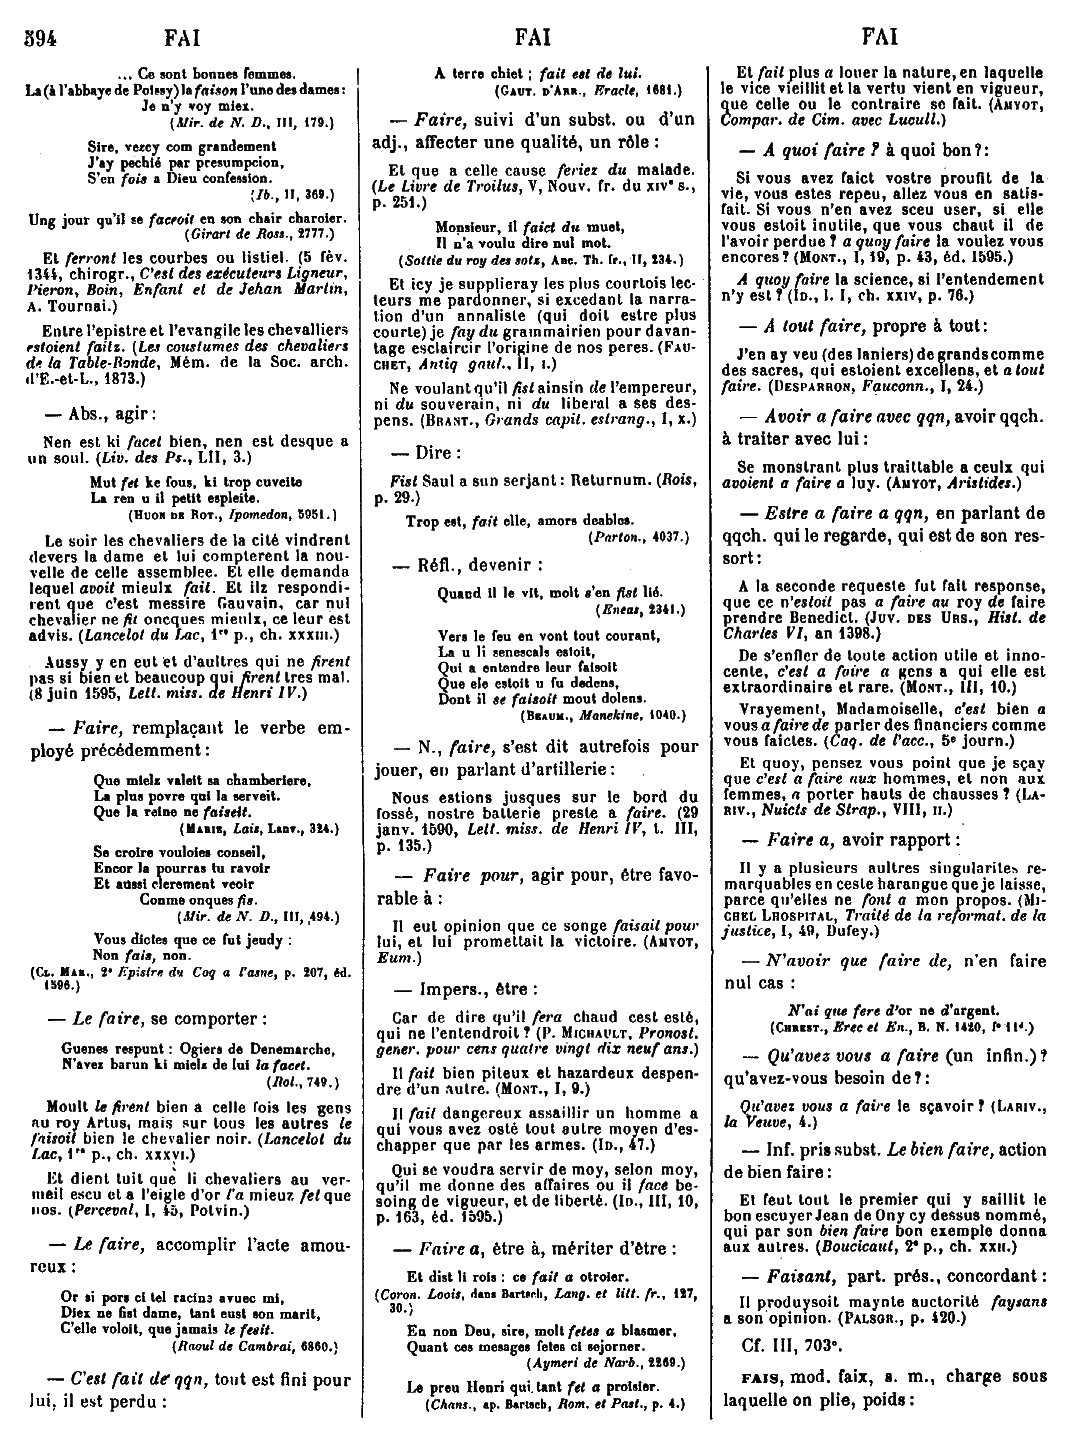 394 FAI FAI FAI
... Ce sont bonnes femmes.
La (à l'abbaye de Poissy) la faison l'une des dames:
Je n'y voy miex.
(Mir. de N. D., III, 179.)
Sire, vezcy com grandement
J'ay pechié par presumpcion,
S'en fois a Dieu confession.
(Ib., II, 369.)
Ung jour qu'il se faceoit en son chair charoier.
(Girart de Ross., 2777.)
Et ferront les courbes ou listiel. (5 fév.
1344, chirogr., C'est des exécuteurs Ligneur,
Pieron, Boin, Enfant et de Jehan Martin,
A. Tournai.)
Entre l'epistre et l'evangile les chevalliers
estoient faitz. (Les coustumes des chevaliers
de la Table-Ronde, Mém. de la Soc. arch.
d'E.-et-L., 1873.)
— Abs., agir :
Nen est ki facet bien, nen est desque a
un soul. (Liv. des Ps., LII, 3.)
Mut fet ke fous, ki trop cuveite
La ren u il petit espleite.
(HUON DE ROT., Ipomedon, 5951.)
Le soir les chevaliers de la cité vindrent
devers la dame et lui compterent la nou-
velle de celle assemblee. Et elle demanda
lequel avoit mieulx fait. Et ilz respondi-
rent que c'est messire Gauvain, car nul
chevalier ne fit oncques mieulx, ce leur est
advis. (Lancelot du Lac, 1re p., ch. XXXIII.)
Aussy y en eut et d'aultres qui ne firent
pas si bien et beaucoup qui firent tres mal.
(8 juin 1595, Lett. miss. de Henri IV.)
— Faire, remplaçant le verbe em-
ployé précédemment :
Que mielz valeit sa chamberiere,
La plus povre qui la serveit.
Que la reine ne faiseit.
(MARIE, Lais, LANV., 324.)
Se croire vouloies conseil,
Encor la pourras tu ravoir
Et aussi clerement veoir
Comme onques fis.
(Mir. de N. D., III, 494.)
Vous dictes que ce fut jeudy :
Non fais, non.
(CL. MAR., 2e Epistre du Coq a l'asne, p. 207, éd.
1596.)
— Le faire, se comporter :
Guenes respunt : Ogiers de Denemarche,
N'avez barun ki mielz de lui la facet.
(Rol., 749.)
Moult le firent bien a celle fois les gens
au roy Artus, mais sur tous les autres le
faisoit bien le chevalier noir. (Lancelot du
Lac, 1re p., ch. XXXVI.)
Et dient tuit que li chevaliers au ver-
meil escu et a l'eigle d'or l'a mieuz fet que
nos. (Perceval, I, 45, Potvin.)
— Le faire, accomplir l'acte amou-
reux :
Or si pors ci tel racine avuec mi,
Diex ne fist dame, tant eust son marit,
C'elle voloit, que jamais le fesit.
(Raoul de Cambrai, 6860.)
— C'est fait de qqn, tout est fini pour
lui, il est perdu :
A terre chiet ; fait est de lui.
(GAUT. D'ARR., Eracle, 1681.)
— Faire, suivi d'un subst. ou d'un
adj., affecter une qualité, un rôle :
Et que a celle cause feriez du malade.
(Le Livre de Troilus, V, Nouv. fr. du XIVe s.,
p. 251.)
Monsieur, il faict du muet,
Il n'a voulu dire nul mot.
(Sottie du roy des sotz, Anc. Th. fr., II, 234.)
Et icy je supplieray les plus courtois lec-
teurs me pardonner, si excedant la narra-
tion d'un annaliste (qui doit estre plus
courte) je fay du grammairien pour davan-
tage esclaircir l'origine de nos peres. (FAU-
CHET, Antiq gaul., II, I.)
Ne voulant qu'il fist ainsin de l'empereur,
ni du souverain, ni du liberal a ses des-
pens. (BRANT., Grands capit. estrang., I, X.)
— Dire :
Fist Saul a sun serjant : Returnum. (Rois,
p. 29.)
Trop est, fait elle, amors deables.
(Parton., 4037.)
— Réfl., devenir :
Quand il le vit, molt s'en fist lié.
(Eneas, 2341.)
Vers le feu en vont tout courant,
La u li senescals estoit,
Qui a entendre leur faisoit
Que ele estoit u fu dedens,
Dont il se faisoit mout dolens.
(BEAUM., Manekine, 1040.)
— N., faire, s'est dit autrefois pour
jouer, en parlant d'artillerie :
Nous estions jusques sur le bord du
fossé, nostre batterie preste a faire. (29
janv. 1590, Lett. miss. de Henri IV, t. III,
p. 135.)
— Faire pour, agir pour, être favo-
rable à :
Il eut opinion que ce songe faisait pour
lui, et lui promettait la victoire. (AMYOT,
Eum.)
— Impers., être :
Car de dire qu'il fera chaud cest esté,
qui ne l'entendroit ? (P. MICHAULT, Pronost.
gener. pour cens quatre vingt dix neuf ans.)
Il fait bien piteux et hazardeux despen-
dre d'un autre. (MONT., I, 9.)
Il fait dangereux assaillir un homme a
qui vous avez osté tout autre moyen d'es-
chapper que par les armes. (ID., 47.)
Qui se voudra servir de moy, selon moy,
qu'il me donne des affaires ou il face be-
soing de vigueur, et de liberté. (ID., III, 10,
p. 163, éd. 1595.)
— Faire a, être à, mériter d'être :
Et dist li rois : ce fait a otroier.
(Coron. Loois, dans Bartsch, Lang. et litt. fr., 127,
30.)
En non Deu, sire, molt fetes a blasmer,
Quant ces mesages fetes ci sejorner.
(Aymeri de Narb., 2269.)
Le preu Henri qui tant fet a proisier.
(Chans., ap. Bartsch, Rom. et Past., p. 4.)
Et fait plus a louer la nature, en laquelle
le vice vieillit et la vertu vient en vigueur,
que celle ou le contraire se fait. (AMYOT,
Compar. de Cim. avec Lucull.)
— A quoi faire ? à quoi bon ? :
Si vous avez faict vostre proufit de la
vie, vous estes repeu, allez vous en satis-
fait. Si vous n'en avez sceu user, si elle
vous estoit inutile, que vous chaut il de
l'avoir perdue ? a quoy faire la voulez vous
encores ? (MONT., I, 19, p. 43, éd. 1595.)
A quoy faire la science, si l'entendement
n'y est ? (ID., l. I, ch. XXIV, p. 76.)
— A tout faire, propre à tout :
J'en ay veu (des laniers) de grands comme
des sacres, qui estoient excellens, et a tout
faire. (DESPARRON, Fauconn., I, 24.)
— Avoir a faire avec qqn, avoir qqch.
à traiter avec lui :
Se monstrant plus traittable a ceulx qui
avoient a faire a luy. (AMYOT, Aristides.)
— Estre a faire a qqn, en parlant de
qqch. qui le regarde, qui est de son res-
sort :
A la seconde requeste fut fait response,
que ce n'estoit pas a faire au roy de faire
prendre Benedict. (JUV. DES URS., Hist. de
Charles VI, an 1398.)
De s'enfler de toute action utile et inno-
cente, c'est a faire a gens a qui elle est
extraordinaire et rare. (MONT., III, 10.)
Vrayement, Madamoiselle, c'est bien a
vous a faire de parler des financiers comme
vous faictes. (Caq. de l'acc., 5e journ.)
Et quoy, pensez vous point que je sçay
que c'est a faire aux hommes, et non aux
femmes, a porter hauts de chausses ? (LA-
RIV., Nuicts de Strap., VIII, II.)
— Faire a, avoir rapport :
Il y a plusieurs aultres singularites re-
marquables en ceste harangue que je laisse,
parce qu'elles ne font a mon propos. (MI-
CHEL LHOSPITAL, Traité de la reformat. de la
justice, I, 49, Dufey.)
— N'avoir que faire de, n'en faire
nul cas :
N'ai que fere d'or ne d'argent.
(CHREST., Erec et En., B. N. 1420, fo 11d.)
— Qu'avez vous a faire (un infin.) ?
qu'avez-vous besoin de ? :
Qu'avez vous a faire le sçavoir ? (LARIV.,
la Veuve, 4.)
— Inf. pris subst. Le bien faire, action
de bien faire :
Et feut tout le premier qui y saillit le
bon escuyer Jean de Ony cy dessus nommé,
qui par son bien faire bon exemple donna
aux autres. (Boucicaut, 2e p., ch. XXII.)
— Faisant, part. prés., concordant :
Il produysoit maynte auctorité faysans
a son opinion. (PALSGR., p. 420.)
Cf. III, 703c.
FAIS, mod. faix, s. m., charge sous
laquelle on plie, poids :